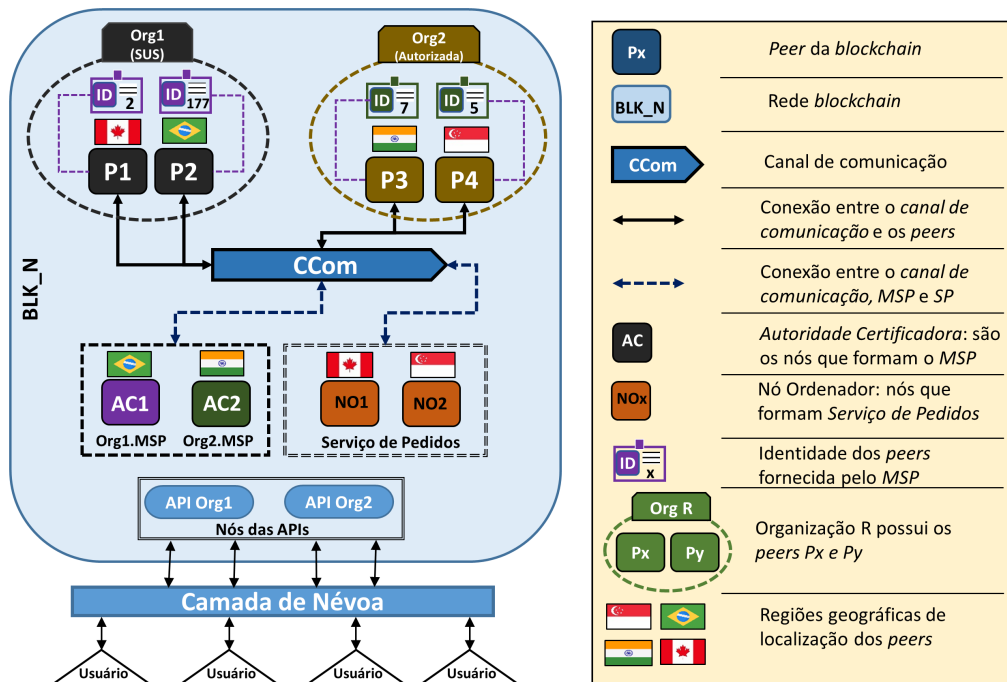 Org1
(SUS)
Org2
(Autorizada)
ID 2
ID 177
ID 7
ID 5
P1
P2
P3
P4
CCom
BLK_N
AC1
AC2
Org1.MSP
Org2.MSP
NO1
NO2
Serviço de Pedidos
API Org1
API Org2
Nós das APIs
Camada de Névoa
Usuário
Usuário
Usuário
Usuário
Px
Peer da blockchain
BLK_N
Rede blockchain
CCom
Canal de comunicação
Conexão entre o canal de
comunicação e os peers
Conexão entre o canal de
comunicação, MSP e SP
AC
Autoridade Certificadora: são
os nós que formam o MSP
NOx
Nó Ordenador: nós que
formam Serviço de Pedidos
ID x
Identidade dos peers
fornecida pelo MSP
Org R
Px
Py
Organização R possui os
peers Px e Py
Regiões geográficas de
localização dos peers